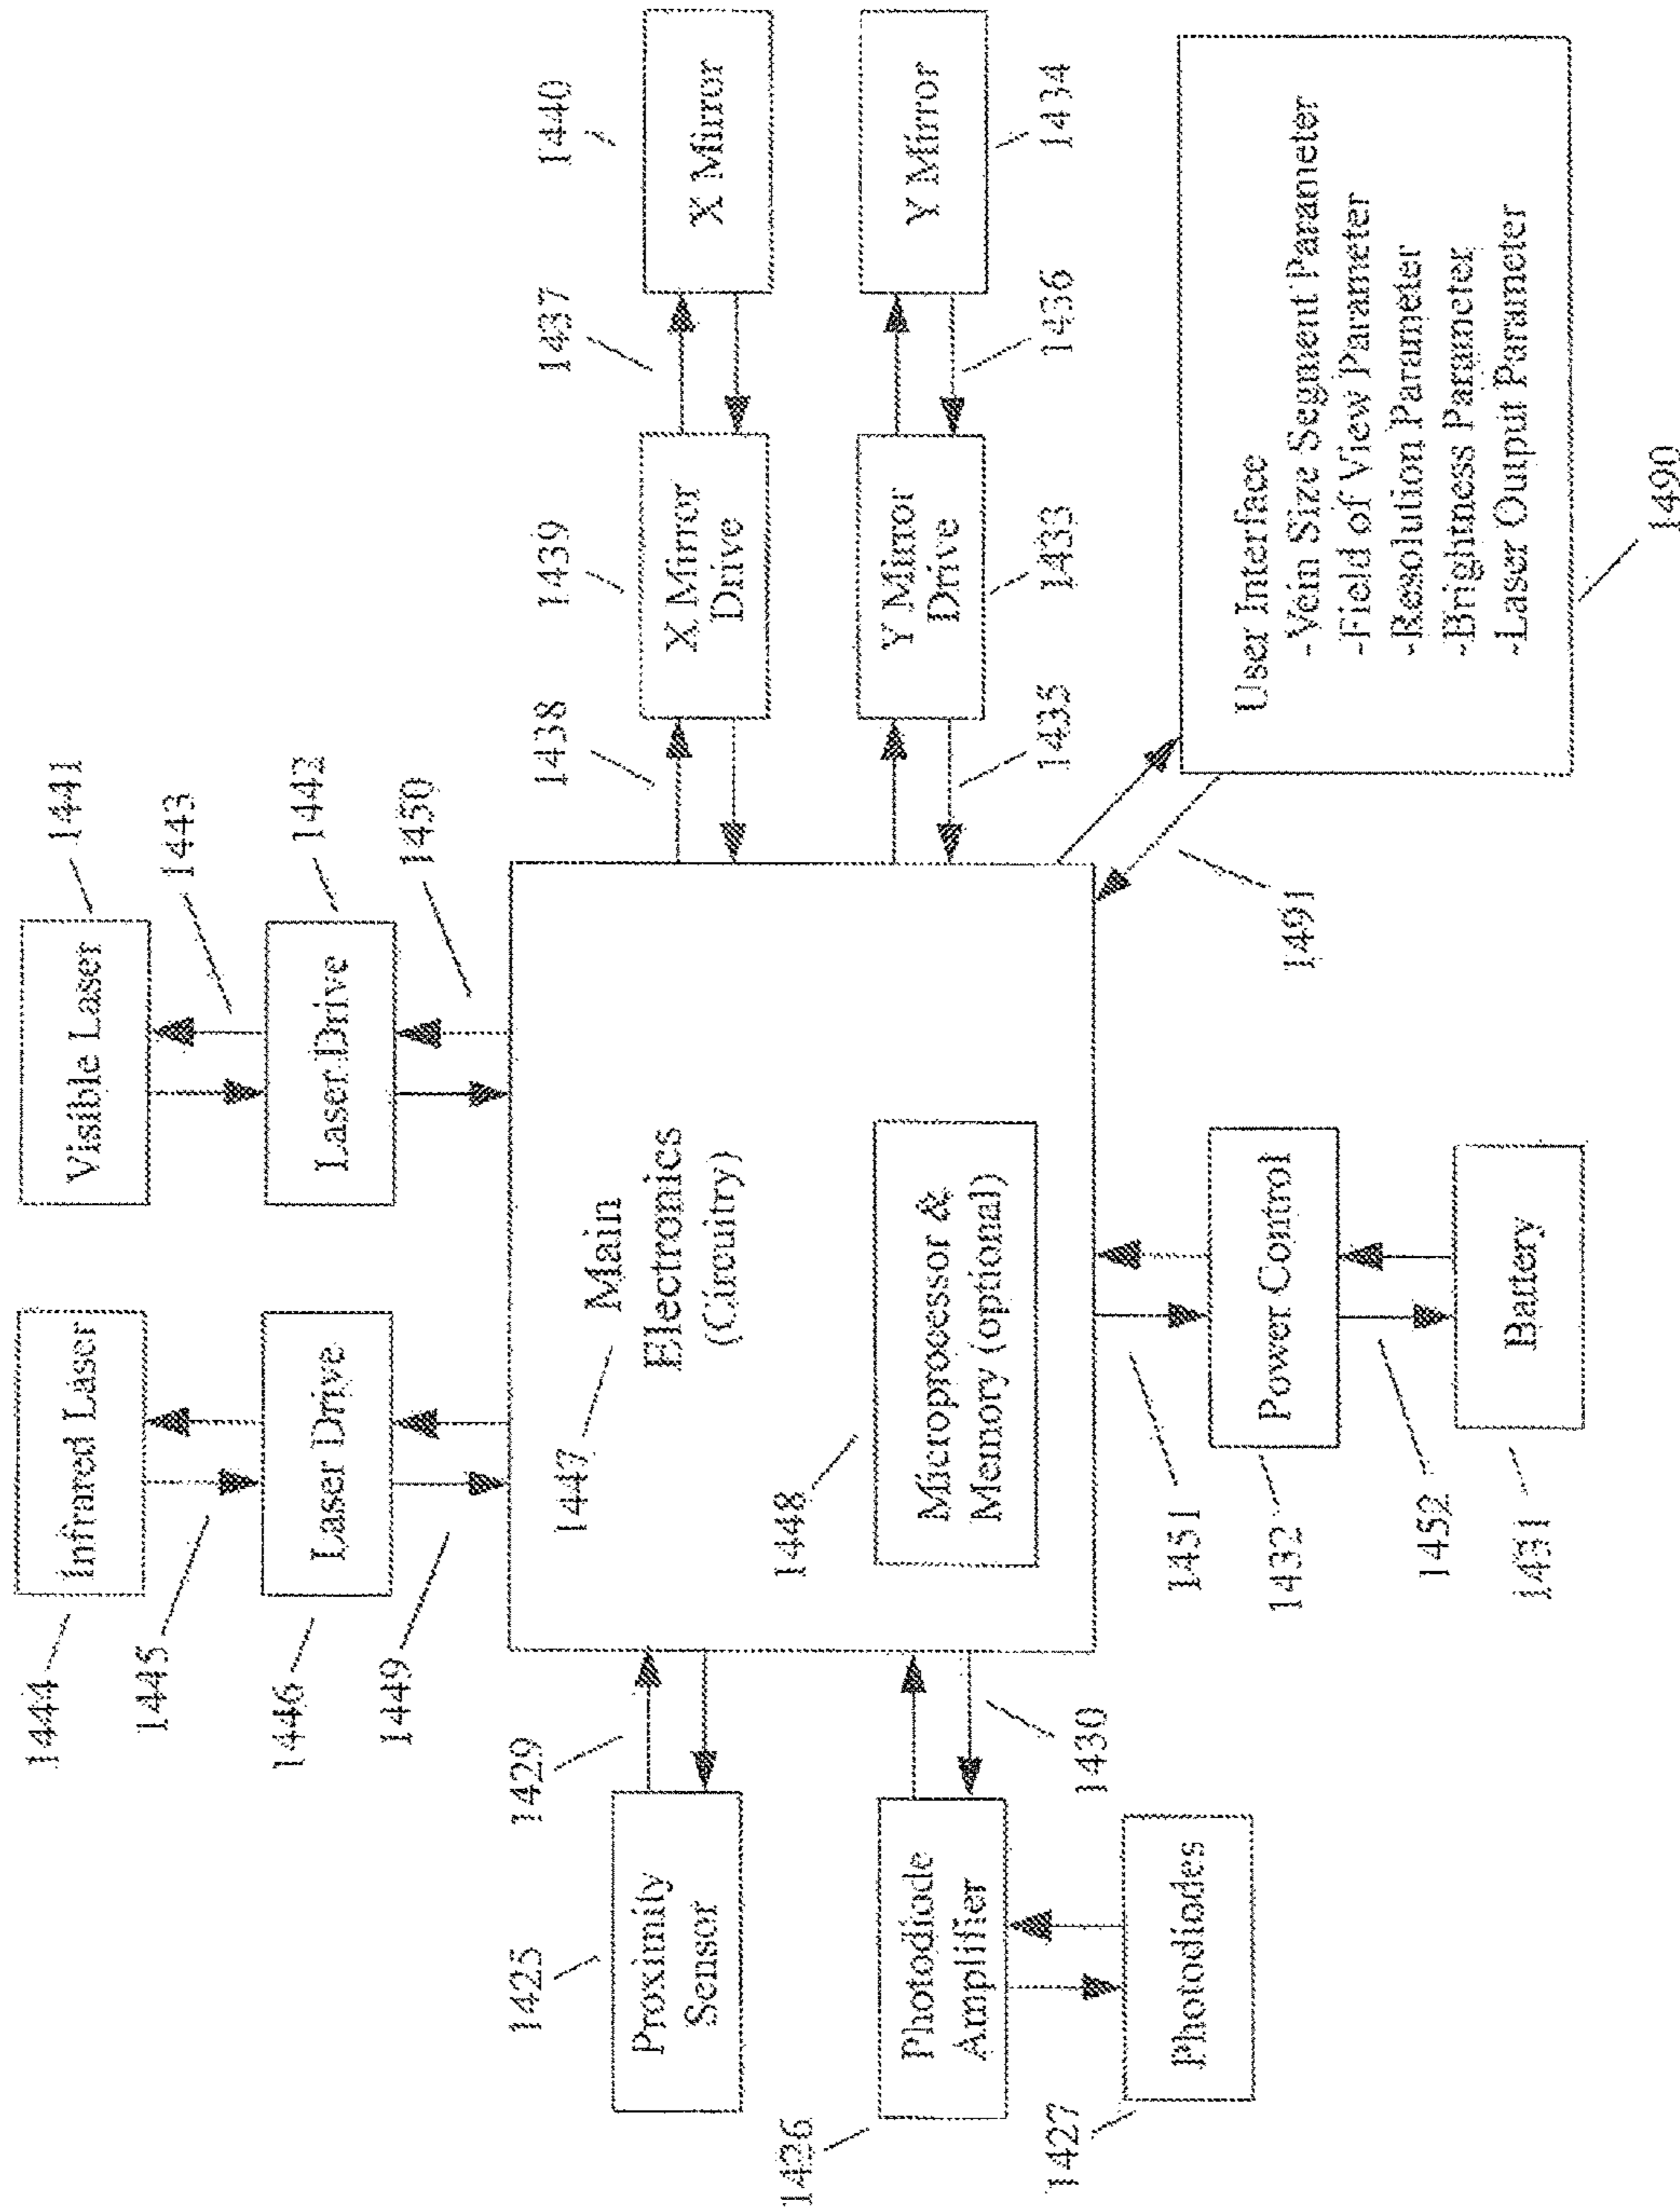 1444
Infrared Laser
1445
1446
Laser Drive
1449
Visible Laser
1441
1443
Laser Drive
1442
1450
1425
Proximity
Sensor
1429
1447
Main
Electronics
(Circuitry)
1448
Microprocessor &
Memory (optional)
1438
X Mirror
Drive
1439
1437
X Mirror
1440
1426
Photodiode
Amplifier
1430
1427
Photodiodes
Y Mirror
Drive
1433
1435
1436
Y Mirror
1434
1451
1432
Power Control
1452
1431
Battery
1491
User Interface
- Vein Size Segment Parameter
-Field of View Parameter
-Resolution Parameter
-Brightness Parameter
-Laser Output Parameter
1490